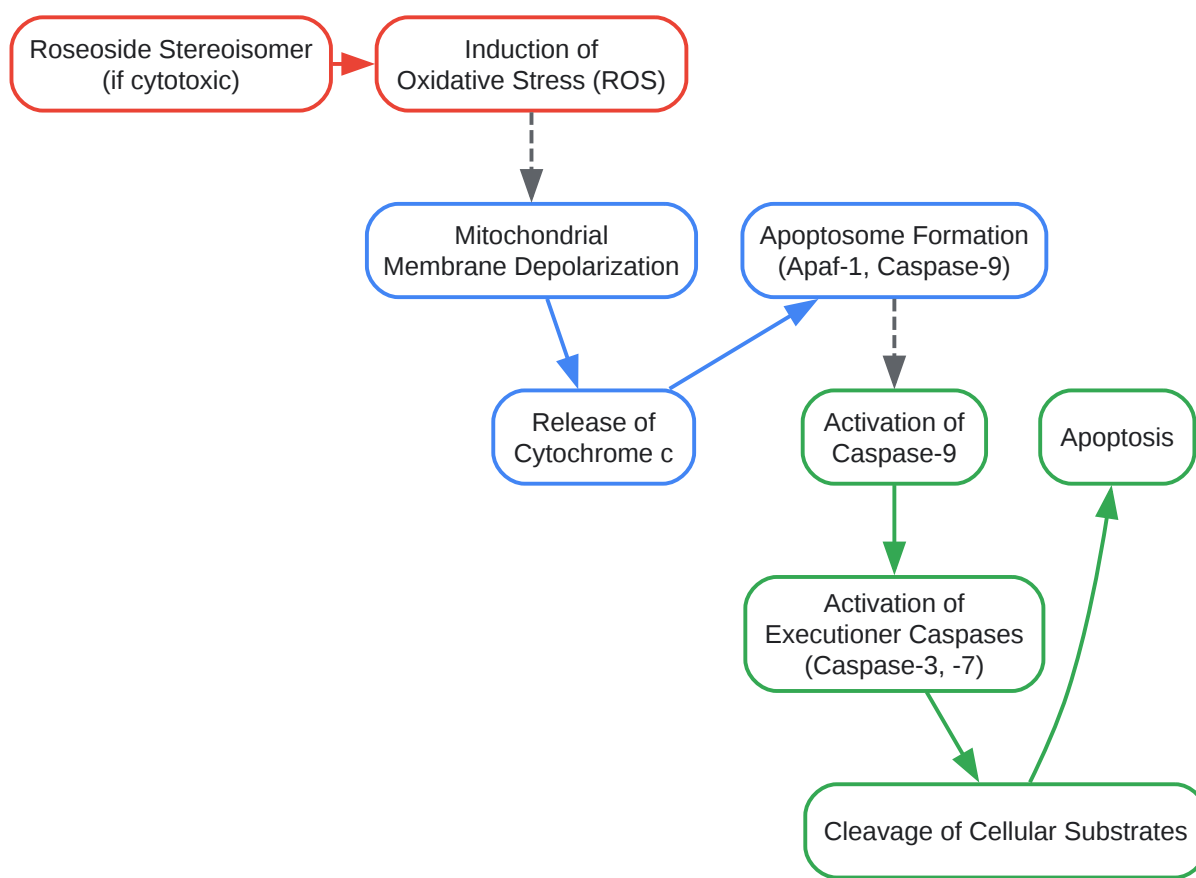 Roseoside Stereoisomer
(if cytotoxic)
Induction of
Oxidative Stress (ROS)
Mitochondrial
Membrane Depolarization
Apoptosome Formation
(Apaf-1, Caspase-9)
Release of
Cytochrome c
Activation of
Caspase-9
Apoptosis
Activation of
Executioner Caspases
(Caspase-3, -7)
Cleavage of Cellular Substrates